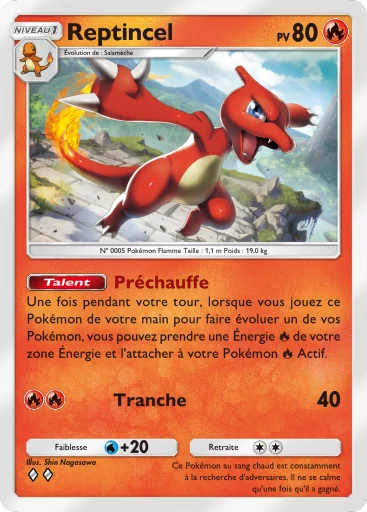 NIVEAU 1
Reptincel
PV 80
Évolution de : Salamèche
N° 0005 Pokémon Flamme Taille : 1,1 m Poids : 19,0 kg
Talent Préchauffe
Une fois pendant votre tour, lorsque vous jouez ce
Pokémon de votre main pour faire évoluer un de vos
Pokémon, vous pouvez prendre une Énergie de votre
zone Énergie et l'attacher à votre Pokémon Actif.
Tranche 40
Faiblesse +20
Retraite
Illus. Shin Nagasawa
Ce Pokémon au sang chaud est constamment
à la recherche d'adversaires. Il ne se calme
qu'une fois qu'il a gagné.